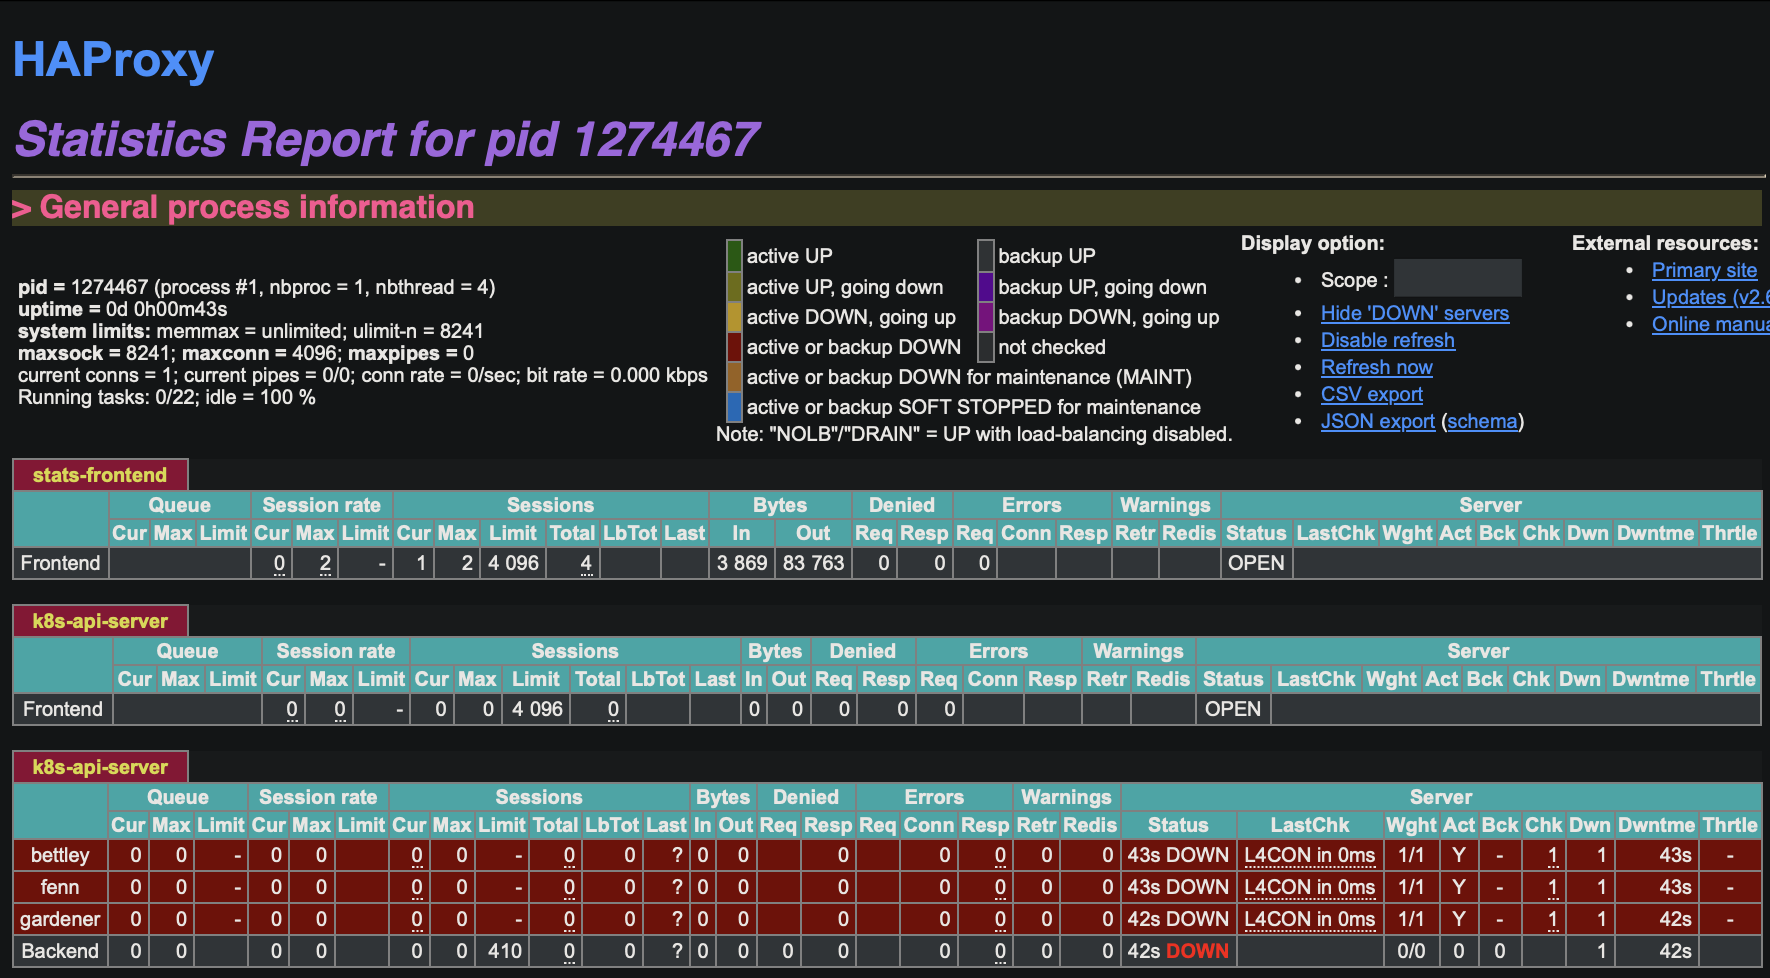 HAProxy
Statistics Report for pid 1274467
> General process information
pid = 1274467 (process #1, nbproc = 1, nbthread = 4)
uptime = 0d 0h00m43s
system limits: memmax = unlimited; ulimit-n = 8241
maxsock = 8241; maxconn = 4096; maxpipes = 0
current conns = 1; current pipes = 0/0; conn rate = 0/sec; bit rate = 0.000 kbps
Running tasks: 0/22; idle = 100 %
active UP
backup UP
active UP, going down
backup UP, going down
active DOWN, going up
backup DOWN, going up
active or backup DOWN
not checked
active or backup DOWN for maintenance (MAINT)
active or backup SOFT STOPPED for maintenance
Note: "NOLB"/"DRAIN" = UP with load-balancing disabled.
Display option:
• Scope :
• Hide 'DOWN' servers
• Disable refresh
• Refresh now
• CSV export
• JSON export (schema)
External resources:
• Primary site
• Updates (v2.6
• Online manua
stats-frontend
Queue Session rate Sessions Bytes Denied Errors Warnings Server
Cur Max Limit Cur Max Limit Cur Max Limit Total LbTot Last In Out Req Resp Req Conn Resp Retr Redis Status LastChk Wght Act Bck Chk Dwn Dwntme Thrtle
Frontend 0 2 - 1 2 4 096 4 3 869 83 763 0 0 0 OPEN
k8s-api-server
Queue Session rate Sessions Bytes Denied Errors Warnings Server
Cur Max Limit Cur Max Limit Cur Max Limit Total LbTot Last In Out Req Resp Req Conn Resp Retr Redis Status LastChk Wght Act Bck Chk Dwn Dwntme Thrtle
Frontend 0 0 - 0 0 4 096 0 0 0 0 0 0 OPEN
k8s-api-server
Queue Session rate Sessions Bytes Denied Errors Warnings Server
Cur Max Limit Cur Max Limit Cur Max Limit Total LbTot Last In Out Req Resp Req Conn Resp Retr Redis Status LastChk Wght Act Bck Chk Dwn Dwntme Thrtle
bettley 0 0 - 0 0 0 0 - 0 0 ? 0 0 0 0 0 0 0 43s DOWN L4CON in 0ms 1/1 Y - 1 1 43s -
fenn 0 0 - 0 0 0 0 - 0 0 ? 0 0 0 0 0 0 0 43s DOWN L4CON in 0ms 1/1 Y - 1 1 43s -
gardener 0 0 - 0 0 0 0 - 0 0 ? 0 0 0 0 0 0 0 42s DOWN L4CON in 0ms 1/1 Y - 1 1 42s -
Backend 0 0 0 0 0 0 410 0 0 ? 0 0 0 0 0 0 0 0 42s DOWN 0/0 0 0 1 42s